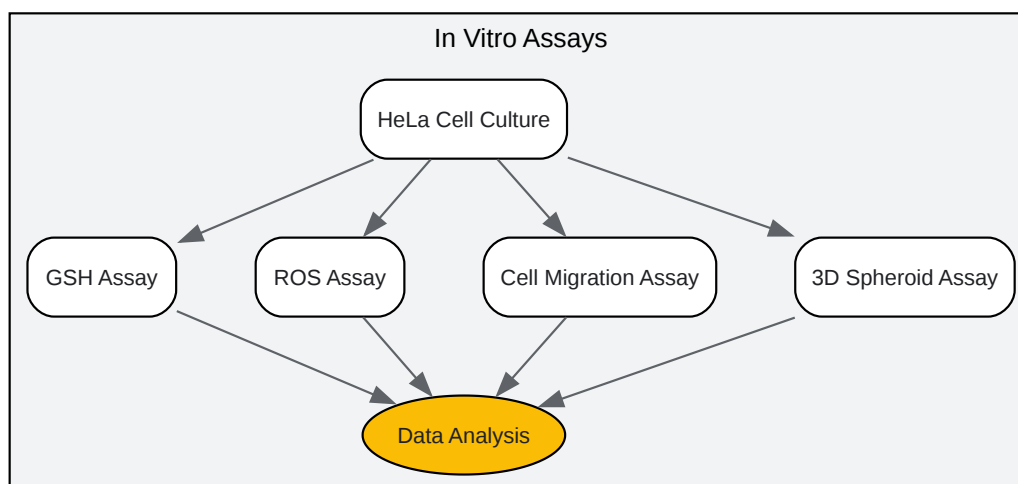 In Vitro Assays
HeLa Cell Culture
GSH Assay
ROS Assay
Cell Migration Assay
3D Spheroid Assay
Data Analysis